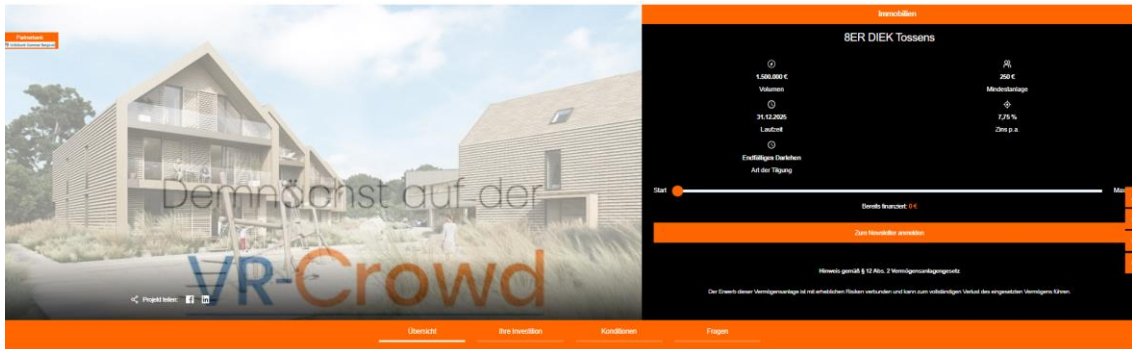 Partnerbank
Immobilien
8ER DIEK Tossens
1.500.000 €
Volumen
250 €
Mindestanlage
31.12.2025
Laufzeit
7,75 %
Zins p.a.
Endfälliges Darlehen
Art der Tilgung
Start
Max
Bereits finanziert: 0 €
Zum Newsletter anmelden
Hinweis gemäß § 12 Abs. 2 Vermögensanlagengesetz
Der Erwerb dieser Vermögensanlage ist mit erheblichen Risiken verbunden und kann zum vollständigen Verlust des eingesetzten Vermögens führen.
Demnächst auf der
VR-Crowd
Projekt teilen:
Übersicht
Ihre Investition
Konditionen
Fragen